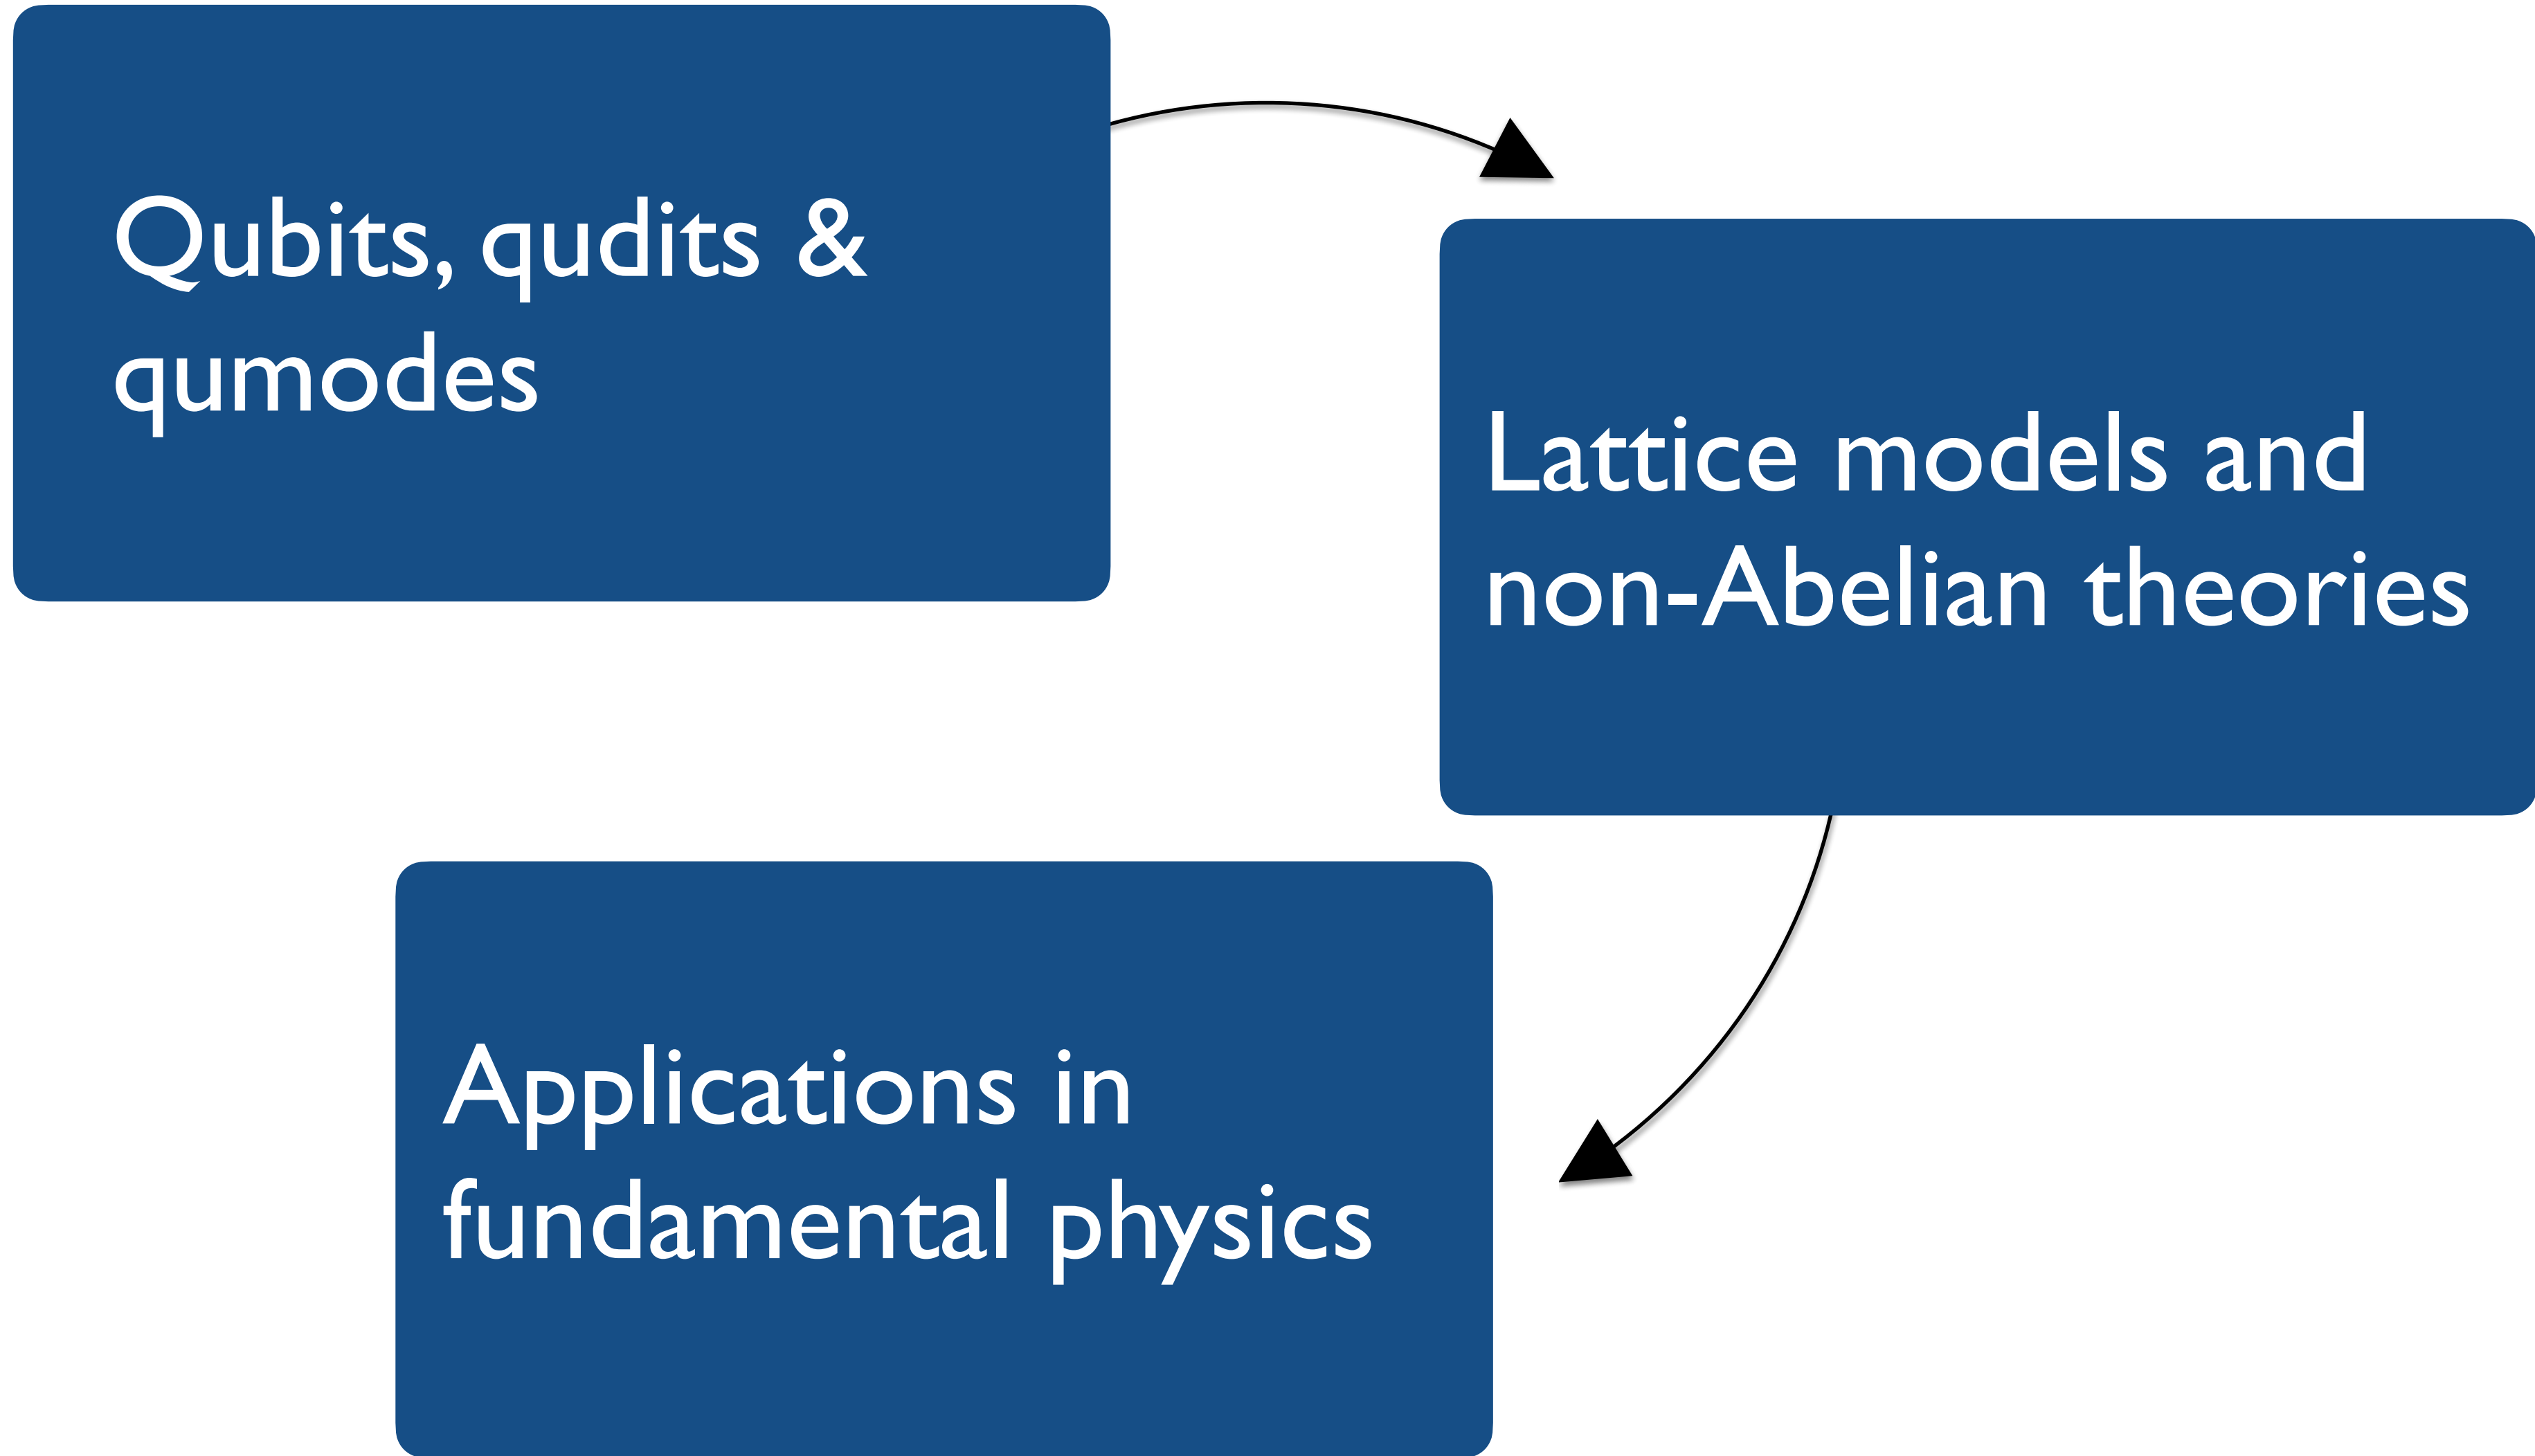 Qubits, qudits &
qumodes
Lattice models and
non-Abelian theories
Applications in
fundamental physics